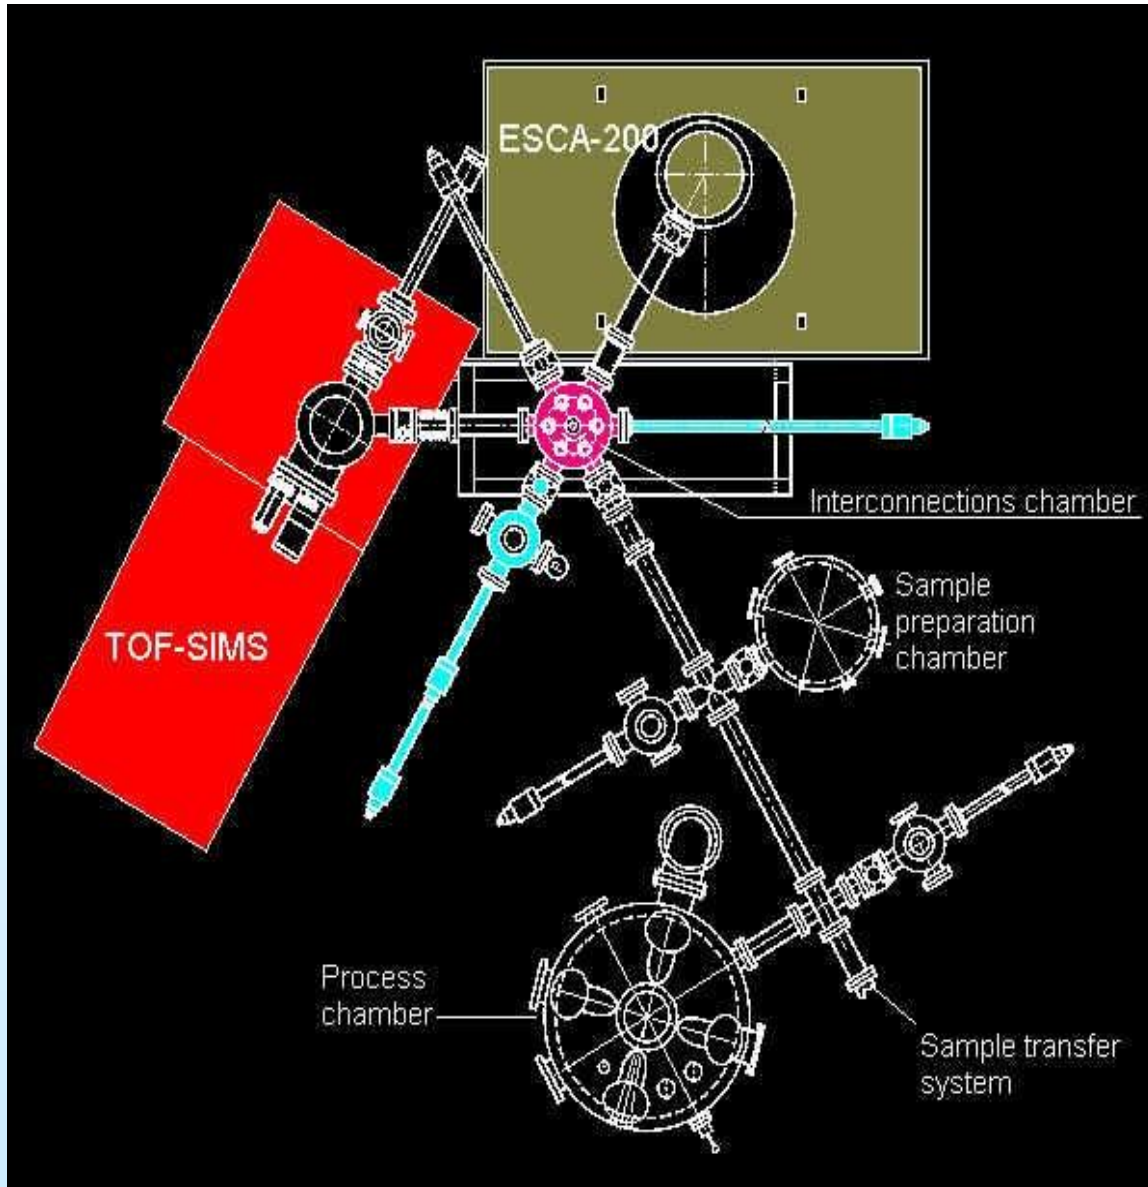 ESCA-200
Interconnections chamber
Sample
preparation
chamber
TOF-SIMS
Process
chamber
Sample transfer
system